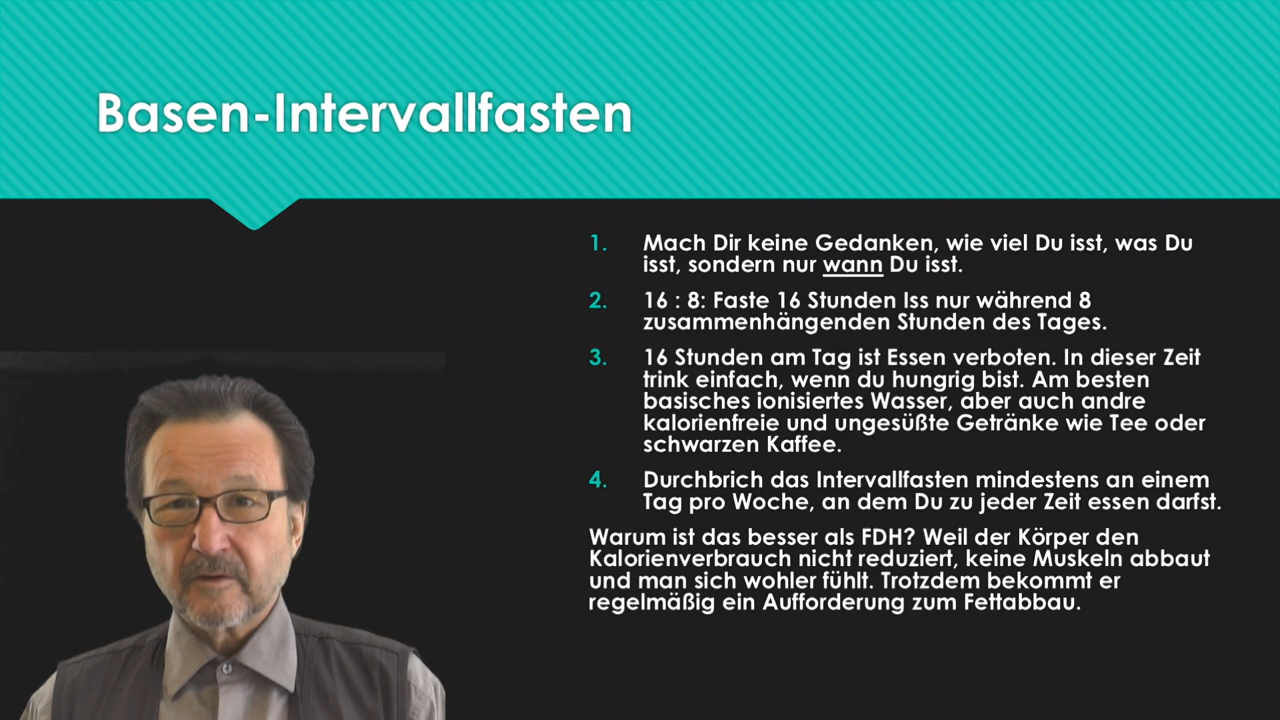 Basen-Intervallfasten
1. Mach Dir keine Gedanken, wie viel Du isst, was Du
isst, sondern nur wann Du isst.
2. 16 : 8: Faste 16 Stunden Iss nur während 8
zusammenhängenden Stunden des Tages.
3. 16 Stunden am Tag ist Essen verboten. In dieser Zeit
trink einfach, wenn du hungrig bist. Am besten
basisches ionisiertes Wasser, aber auch andre
kalorienfreie und ungesüßte Getränke wie Tee oder
schwarzen Kaffee.
4. Durchbrich das Intervallfasten mindestens an einem
Tag pro Woche, an dem Du zu jeder Zeit essen darfst.
Warum ist das besser als FDH? Weil der Körper den
Kalorienverbrauch nicht reduziert, keine Muskeln abbaut
und man sich wohler fühlt. Trotzdem bekommt er
regelmäßig ein Aufforderung zum Fettabbau.